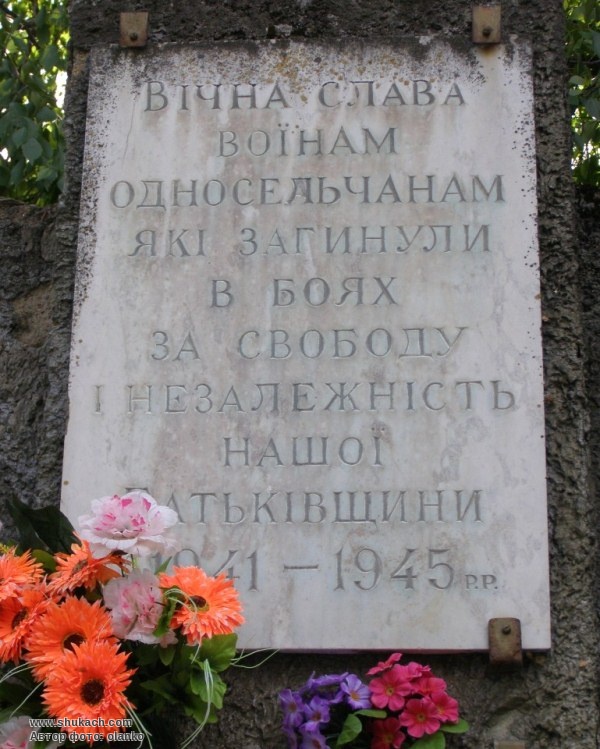 ВІЧНА СЛАВА
ВОЇНАМ
ОДНОСЕЛЬЧАНАМ
ЯКІ ЗАГИНУЛИ
В БОЯХ
ЗА СВОБОДУ
І НЕЗАЛЕЖНІСТЬ
НАШОЇ
БАТЬКІВЩИНИ
1941 – 1945 Р.Р.
www.shukach.com
Автор фото: olanko